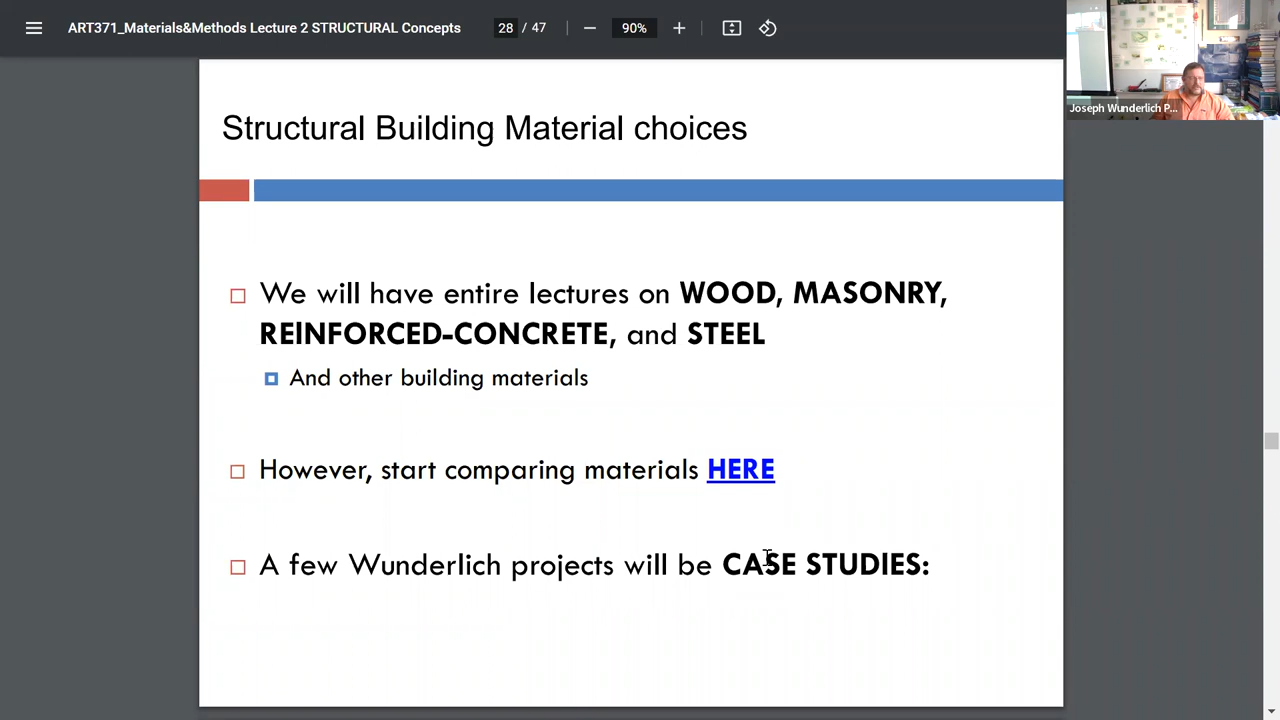 ART371_Materials&Methods Lecture 2 STRUCTURAL Concepts
28 / 47
90%
Joseph Wunderlich P...
Structural Building Material choices
We will have entire lectures on WOOD, MASONRY,
REINFORCED-CONCRETE, and STEEL
And other building materials
However, start comparing materials HERE
A few Wunderlich projects will be CASE STUDIES: